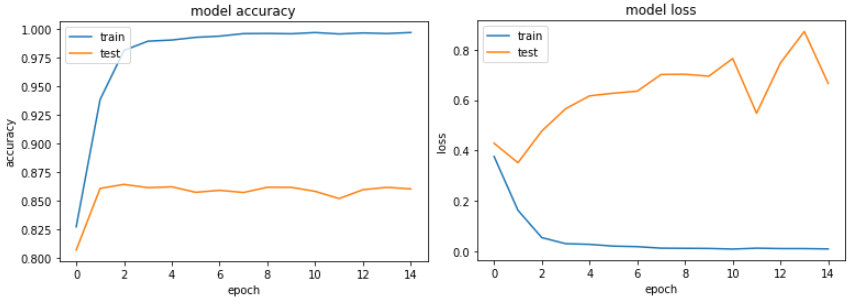 model accuracy
1.000
0.975
0.950
0.925
0.900
0.875
0.850
0.825
0.800
accuracy
train
test
0 2 4 6 8 10 12 14
epoch
model loss
0.8
0.6
0.4
0.2
0.0
loss
train
test
0 2 4 6 8 10 12 14
epoch